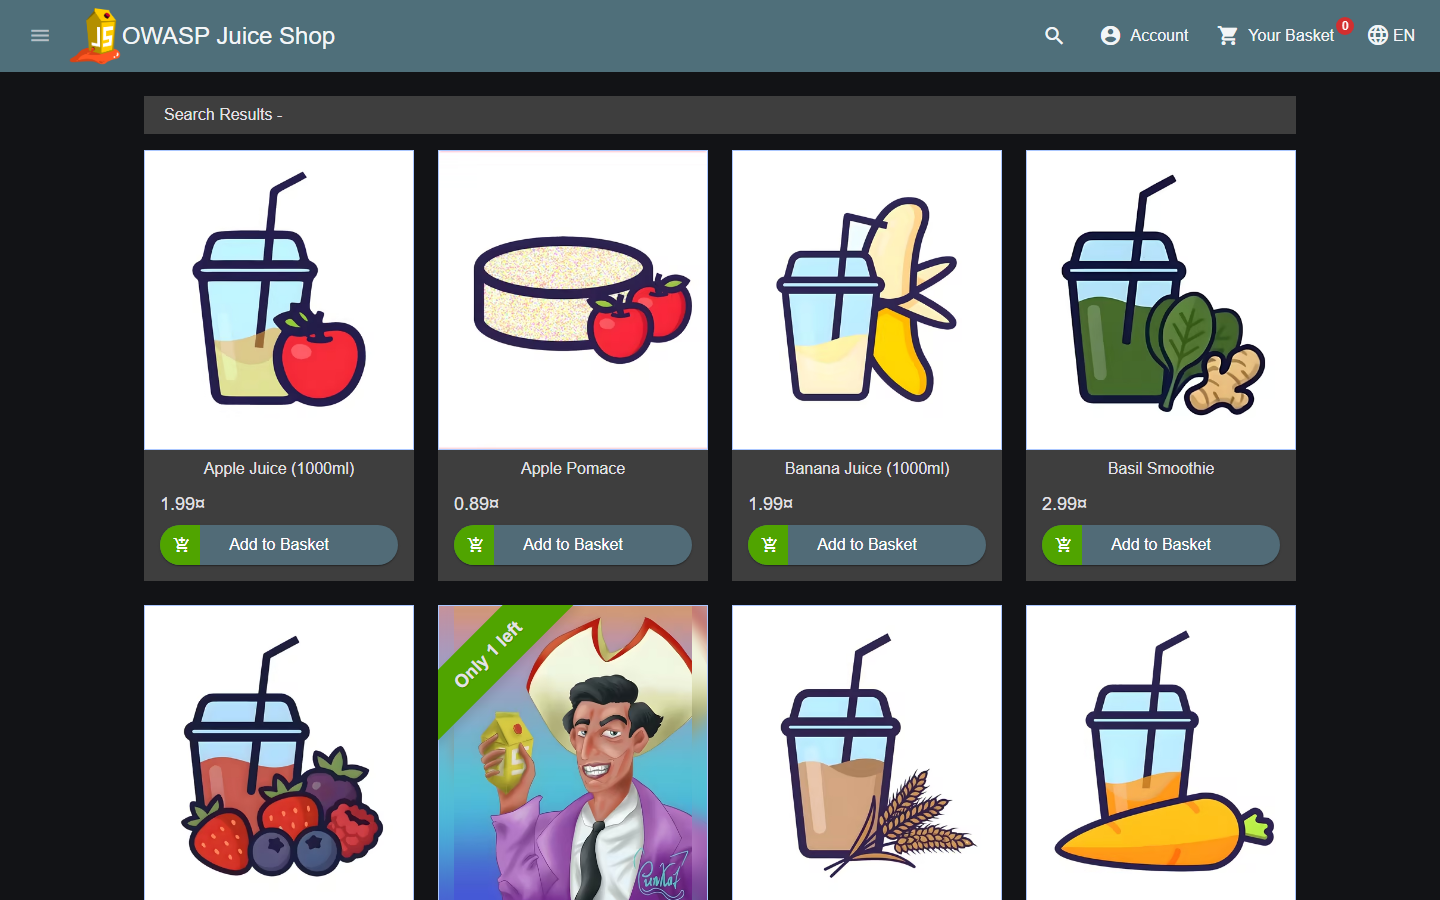 OWASP Juice Shop
Account
Your Basket
0
EN
Search Results -
Apple Juice (1000ml)
1.99¤
Add to Basket
Apple Pomace
0.89¤
Add to Basket
Banana Juice (1000ml)
1.99¤
Add to Basket
Basil Smoothie
2.99¤
Add to Basket
Only 1 left